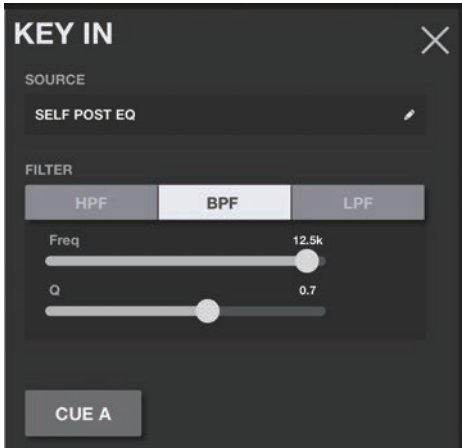 KEY IN
SOURCE
SELF POST EQ
FILTER
HPF BPF LPF
Freq 12.5k
Q 0.7
CUE A